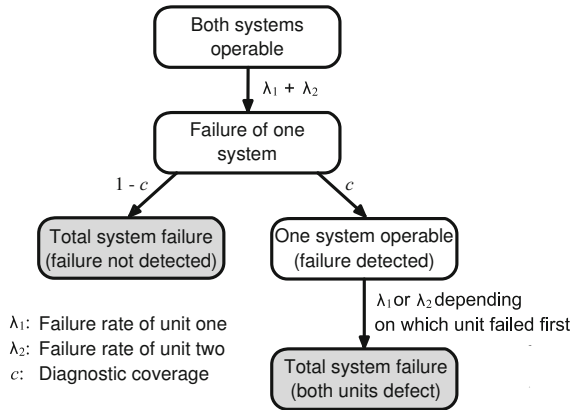 Both systems
operable
λ₁ + λ₂
Failure of one
system
1 - c
c
Total system failure
(failure not detected)
One system operable
(failure detected)
λ₁ or λ₂ depending
on which unit failed first
λ₁: Failure rate of unit one
λ₂: Failure rate of unit two
c: Diagnostic coverage
Total system failure
(both units defect)